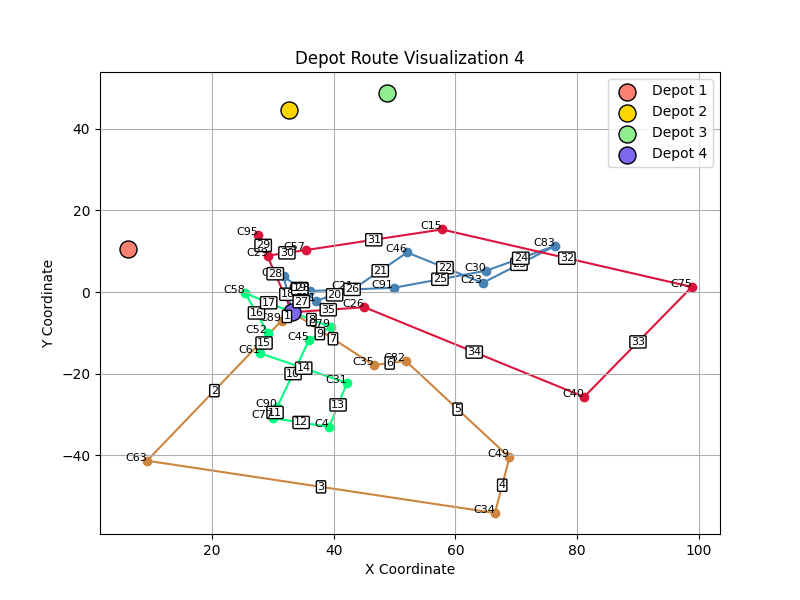 Depot Route Visualization 4
Depot 1
Depot 2
Depot 3
Depot 4
40
20
0
−20
−40
20
40
60
80
100
X Coordinate
Y Coordinate
C95
29
C29
30
C57
31
C15
C46
C83
32
28
21
22
C30
24
C23
25
C75
C58
18
27
20
26
C91
17
16
1
C89
8
35
C26
C52
9
7
15
C45
C61
14
C35
6
C82
34
33
2
C31
C40
C90
11
13
5
12
C4
C63
C49
3
4
C34